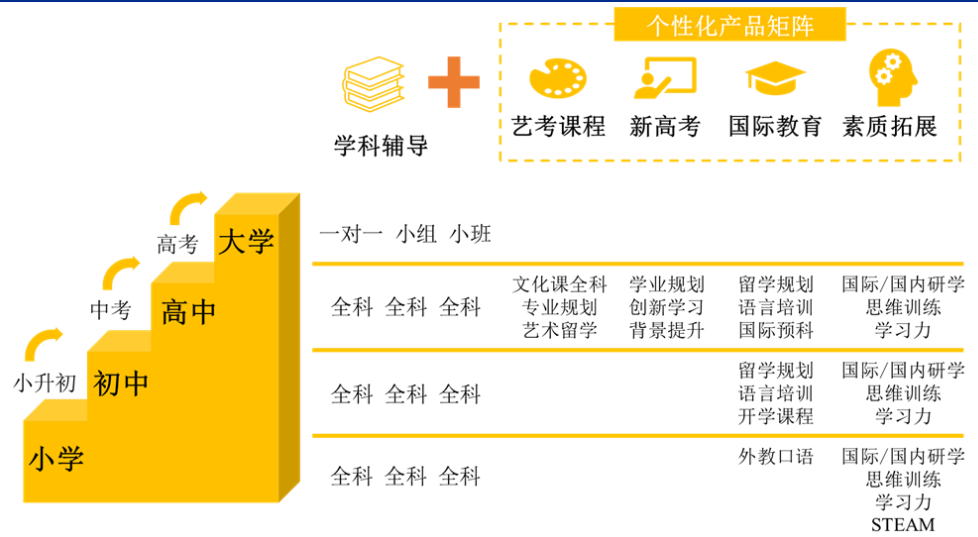 个性化产品矩阵
学科辅导
艺考课程 新高考 国际教育 素质拓展
高考 大学
中考 高中
小升初 初中
小学
一对一 小组 小班
全科 全科 全科
文化课全科
专业规划
艺术留学
学业规划
创新学习
背景提升
留学规划
语言培训
国际预科
国际/国内研学
思维训练
学习力
全科 全科 全科
留学规划
语言培训
开学课程
国际/国内研学
思维训练
学习力
全科 全科 全科
外教口语
国际/国内研学
思维训练
学习力
STEAM